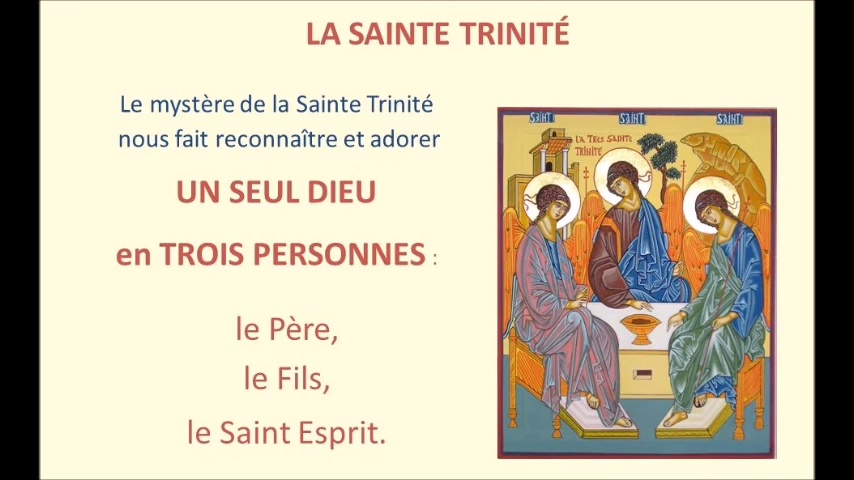 LA SAINTE TRINITÉ
Le mystère de la Sainte Trinité
nous fait reconnaître et adorer
UN SEUL DIEU
en TROIS PERSONNES :
le Père,
le Fils,
le Saint Esprit.
SAINT SAINT SAINT
LA TRES SAINTE
TRINITÉ